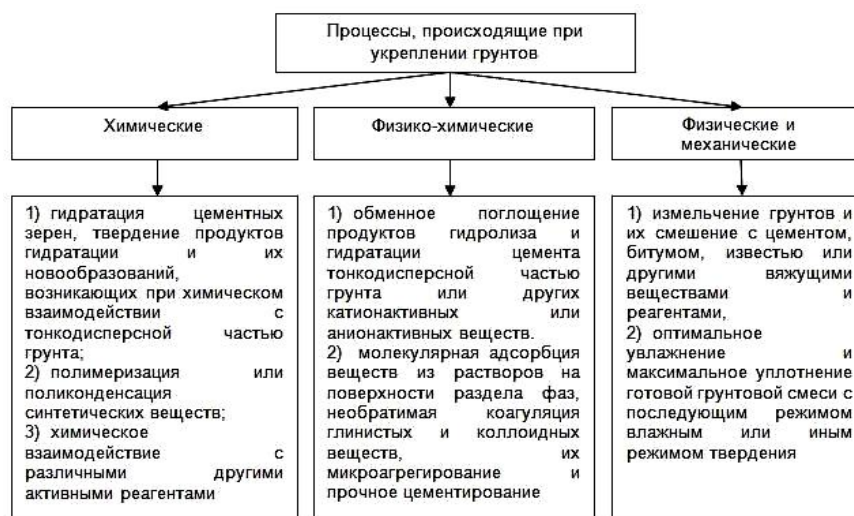 Процессы, происходящие при
укреплении грунтов
Химические
Физико-химические
Физические и
механические
1) гидратация цементных
зерен, твердение продуктов
гидратации и их
новообразований,
возникающих при химическом
взаимодействии с
тонкодисперсной частью
грунта;
2) полимеризация или
поликонденсация
синтетических веществ;
3) химическое
взаимодействие с
различными другими
активными реагентами
1) обменное поглощение
продуктов гидролиза и
гидратации цемента
тонкодисперсной частью
грунта или других
катионактивных или
анионактивных веществ.
2) молекулярная адсорбция
веществ из растворов на
поверхности раздела фаз,
необратимая коагуляция
глинистых и коллоидных
веществ, их
микроагрегирование и
прочное цементирование
1) измельчение грунтов и
их смешение с цементом,
битумом, известью или
другими вяжущими
веществами и
реагентами,
2) оптимальное
увлажнение и
максимальное уплотнение
готовой грунтовой смеси с
последующим режимом
влажным или иным
режимом твердения